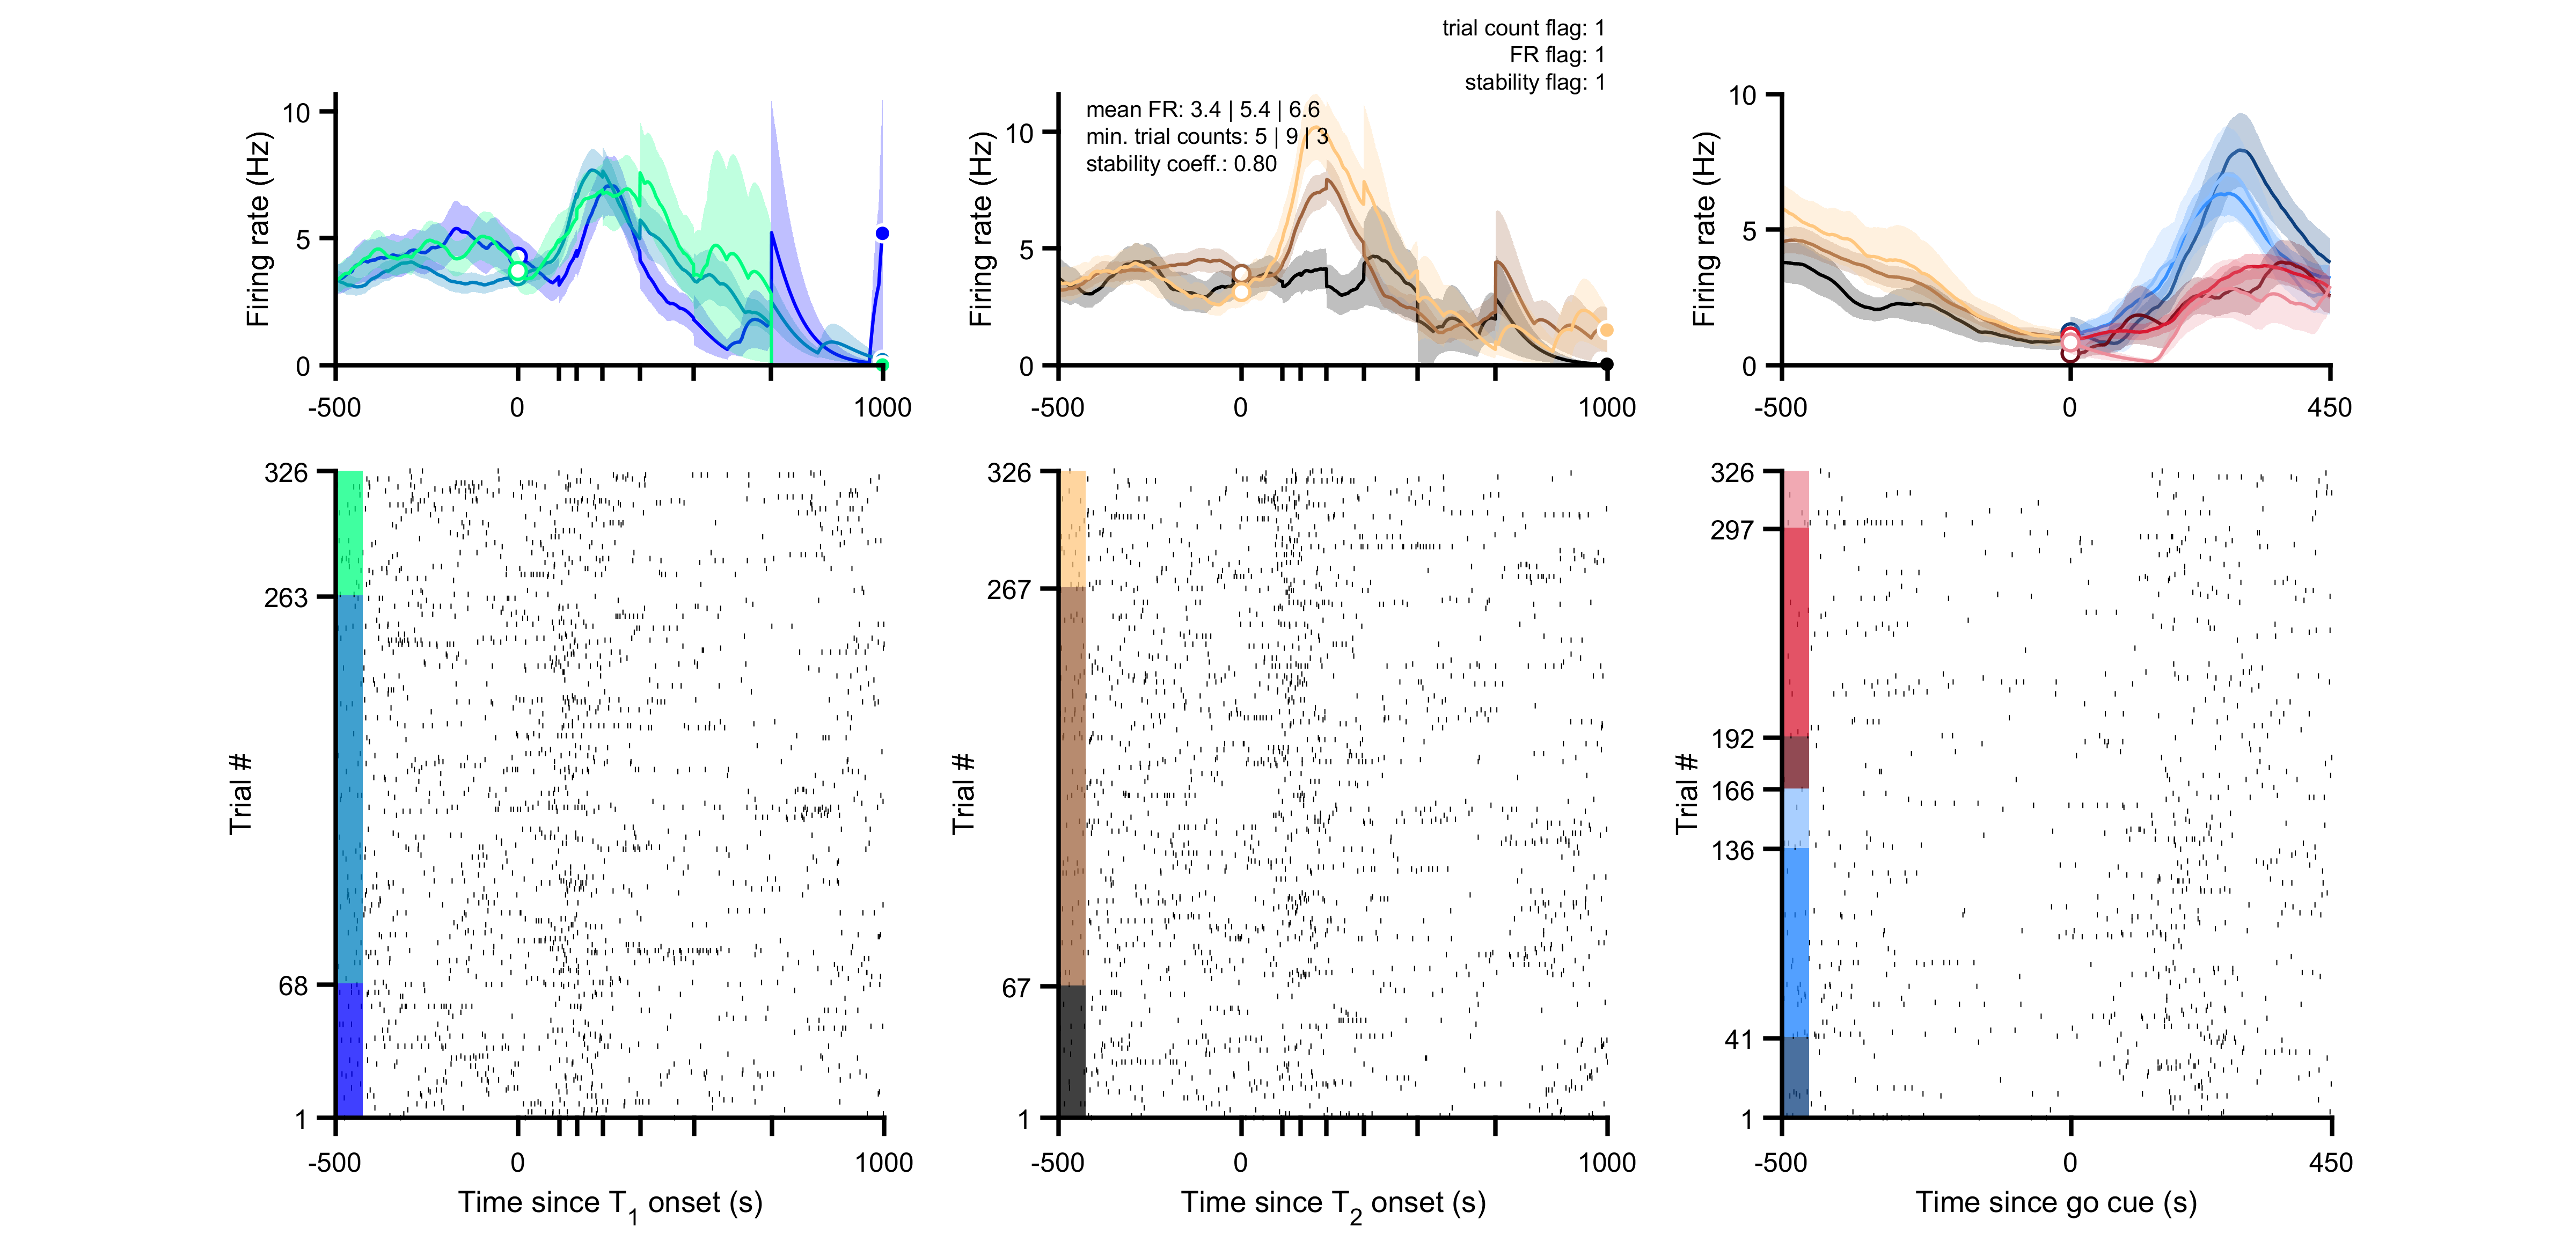 trial count flag: 1
FR flag: 1
stability flag: 1
mean FR: 3.4 | 5.4 | 6.6
min. trial counts: 5 | 9 | 3
stability coeff.: 0.80
Firing rate (Hz)
10
5
0
-500 0 1000
Firing rate (Hz)
10
5
0
-500 0 1000
Firing rate (Hz)
10
5
0
-500 0 450
Trial #
326
263
68
1
-500 0 1000
Time since T1 onset (s)
Trial #
326
267
67
1
-500 0 1000
Time since T2 onset (s)
Trial #
326
297
192
166
136
41
1
-500 0 450
Time since go cue (s)